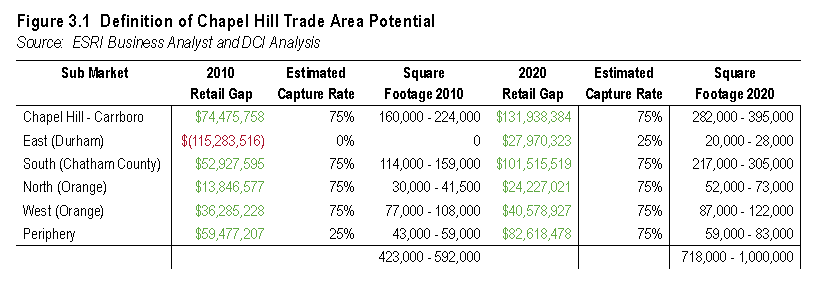 Figure 3.1 Definition of Chapel Hill Trade Area Potential
Source: ESRI Business Analyst and DCI Analysis
Sub Market 2010 Estimated Square 2020 Estimated Square
Retail Gap Capture Rate Footage 2010 Retail Gap Capture Rate Footage 2020
Chapel Hill - Carrboro $74,475,758 75% 160,000 - 224,000 $131,938,384 75% 282,000 - 395,000
East (Durham) $(115,283,516) 0% 0 $27,970,323 25% 20,000 - 28,000
South (Chatham County) $52,927,595 75% 114,000 - 159,000 $101,515,519 75% 217,000 - 305,000
North (Orange) $13,846,577 75% 30,000 - 41,500 $24,227,021 75% 52,000 - 73,000
West (Orange) $36,285,228 75% 77,000 - 108,000 $40,578,927 75% 87,000 - 122,000
Periphery $59,477,207 25% 43,000 - 59,000 $82,618,478 75% 59,000 - 83,000
423,000 - 592,000 718,000 - 1,000,000